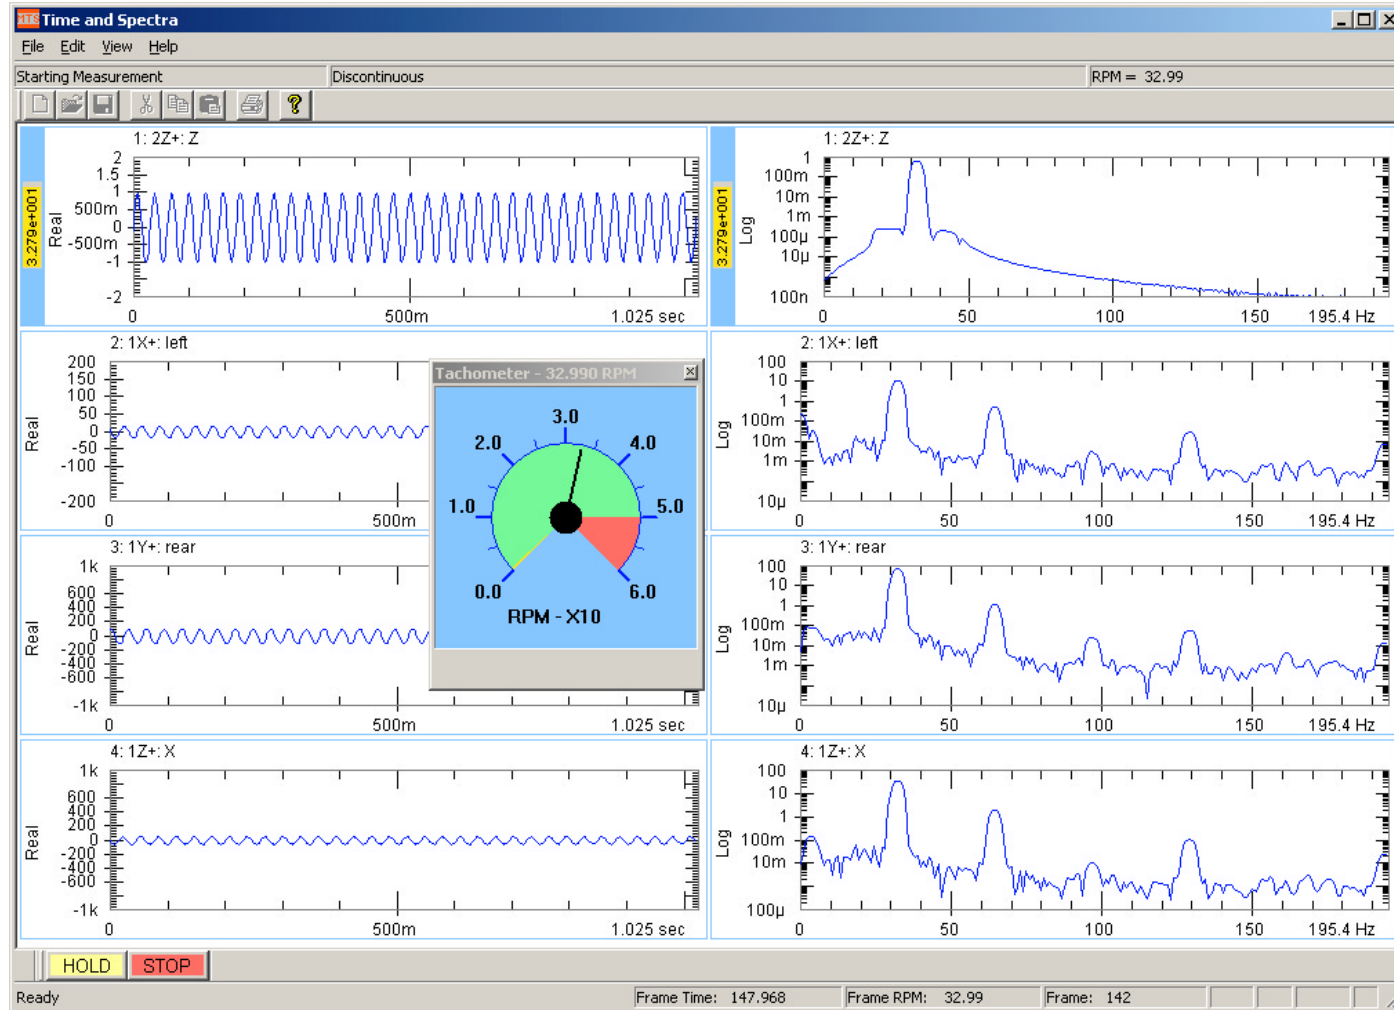 MTS Time and Spectra
File Edit View Help
Starting Measurement Discontinuous RPM = 32.99
1: 2Z+: Z
2
1.5
1
500m
0
-500m
-1
-2
Real
3.279e+001
0 500m 1.025 sec
1: 2Z+: Z
1
100m
10m
1m
100µ
10µ
100n
Log
3.279e+001
0 50 100 150 195.4 Hz
2: 1X+: left
200
150
100
50
0
-50
-100
-200
Real
0 500m
2: 1X+: left
100
10
1
100m
10m
1m
10µ
Log
0 50 100 150 195.4 Hz
Tachometer - 32.990 RPM
3.0
2.0 4.0
1.0 5.0
0.0 6.0
RPM - X10
3: 1Y+: rear
1k
600
400
200
0
-200
-400
-600
-1k
Real
0 500m 1.025 sec
3: 1Y+: rear
100
10
1
100m
10m
1m
10µ
Log
0 50 100 150 195.4 Hz
4: 1Z+: X
1k
600
400
200
0
-200
-400
-600
-1k
Real
0 500m 1.025 sec
4: 1Z+: X
100
10
1
100m
10m
100µ
Log
0 50 100 150 195.4 Hz
HOLD STOP
Ready Frame Time: 147.968 Frame RPM: 32.99 Frame: 142